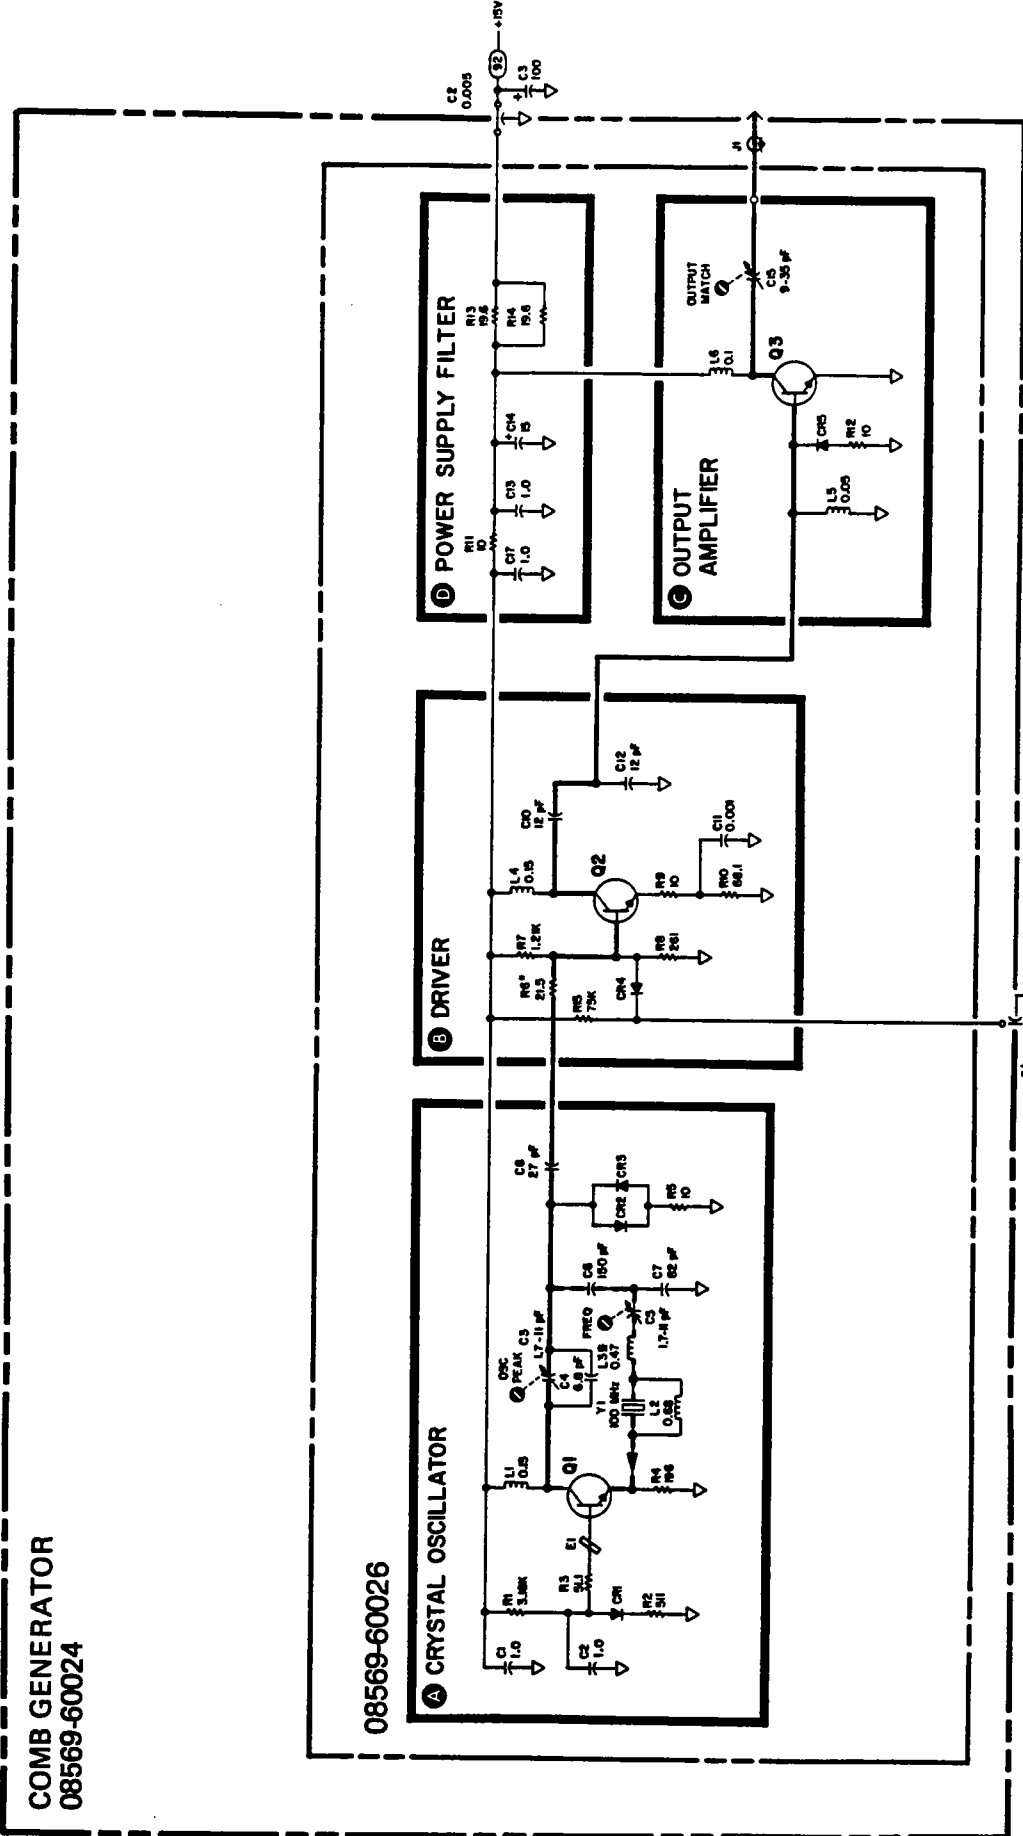 COMB GENERATOR
08569-60024
08569-60026
A CRYSTAL OSCILLATOR
C1
1.0
R1
3.16K
C2
1.0
CR1
R2
511
R3
51.1
E1
L1
0.15
Q1
R4
196
OSC
PEAK
C3
1.7-11 pF
C4
6.8 pF
Y1
100 MHz
L2
0.68
0.47
FREQ
C5
1.7-11 pF
C6
150 pF
C7
82 pF
C8
27 pF
CR2
CR3
R5
10
B DRIVER
R6*
21.5
R7
1.21K
R15
75K
CR4
R8
261
L4
0.15
Q2
R9
10
R10
68.1
C11
0.001
C10
12 pF
C12
12 pF
D POWER SUPPLY FILTER
R11
10
C17
1.0
C13
1.0
+C14
15
R13
19.6
R14
19.6
C2
0.005
92
+15V
+ C3
100
C OUTPUT
AMPLIFIER
L5
0.05
CR5
R12
10
L6
0.1
Q3
OUTPUT
MATCH
C15
9-35 pF
J1